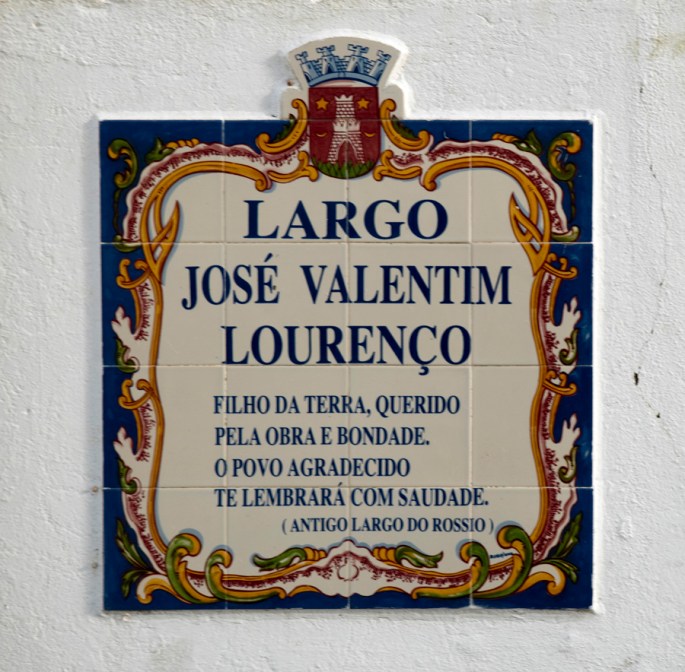 LARGO
JOSÉ VALENTIM
LOURENÇO
FILHO DA TERRA, QUERIDO
PELA OBRA E BONDADE.
O POVO AGRADECIDO
TE LEMBRARÁ COM SAUDADE.
( ANTIGO LARGO DO ROSSIO )